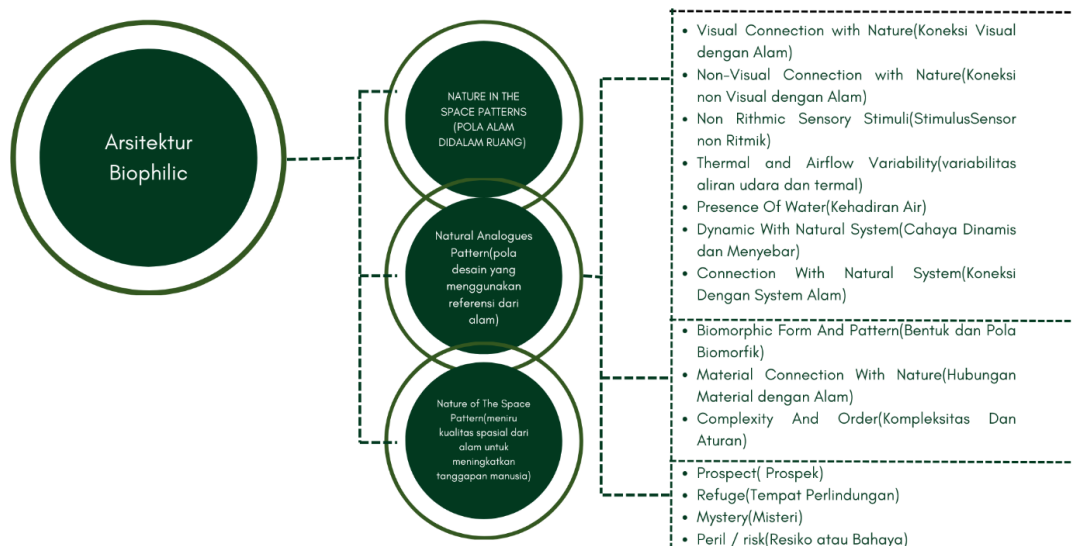 Arsitektur
Biophilic
NATURE IN THE
SPACE PATTERNS
(POLA ALAM
DIDALAM RUANG)
Natural Analogues
Pattern(pola
desain yang
menggunakan
referensi dari
alam)
Nature of The Space
Pattern(meniru
kualitas spasial dari
alam untuk
meningkatkan
tanggapan manusia)
• Visual Connection with Nature(Koneksi Visual
dengan Alam)
• Non-Visual Connection with Nature(Koneksi
non Visual dengan Alam)
• Non Rithmic Sensory Stimuli(StimulusSensor
non Ritmik)
• Thermal and Airflow Variability(variabilitas
aliran udara dan termal)
• Presence Of Water(Kehadiran Air)
• Dynamic With Natural System(Cahaya Dinamis
dan Menyebar)
• Connection With Natural System(Koneksi
Dengan System Alam)
• Biomorphic Form And Pattern(Bentuk dan Pola
Biomorfik)
• Material Connection With Nature(Hubungan
Material dengan Alam)
• Complexity And Order(Kompleksitas Dan
Aturan)
• Prospect( Prospek)
• Refuge(Tempat Perlindungan)
• Mystery(Misteri)
• Peril / risk(Resiko atau Bahaya)